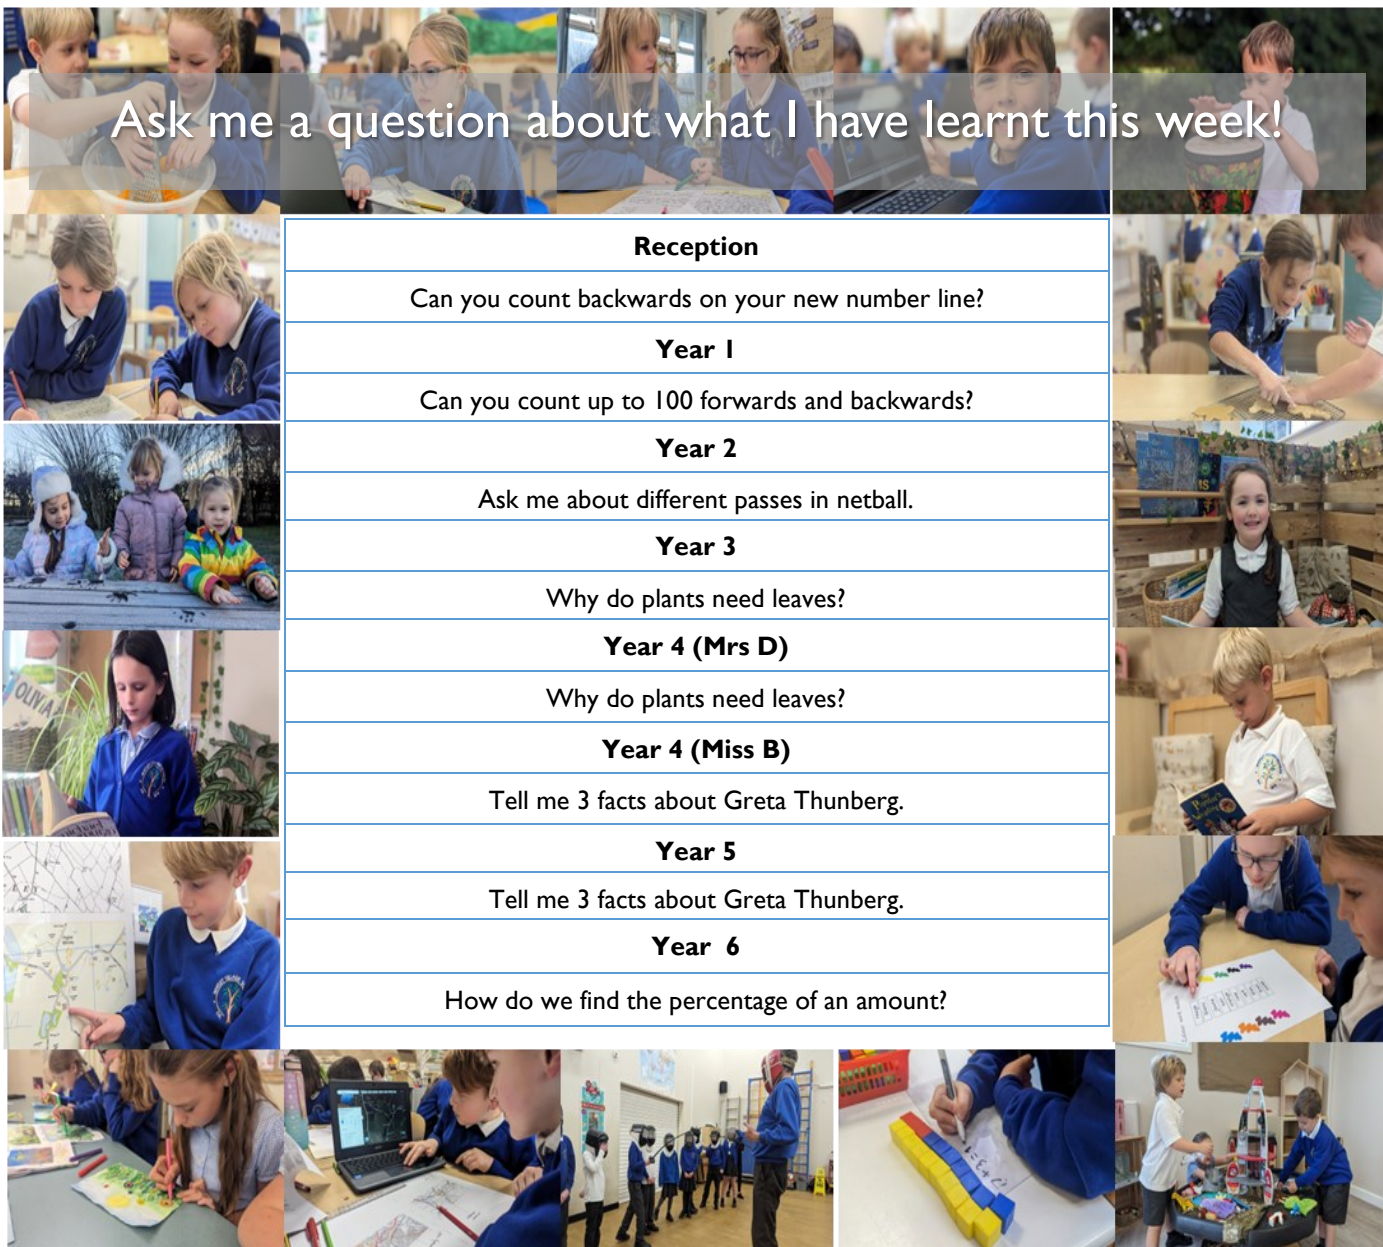 Ask me a question about what I have learnt this week!
Reception
Can you count backwards on your new number line?
Year 1
Can you count up to 100 forwards and backwards?
Year 2
Ask me about different passes in netball.
Year 3
Why do plants need leaves?
Year 4 (Mrs D)
Why do plants need leaves?
Year 4 (Miss B)
Tell me 3 facts about Greta Thunberg.
Year 5
Tell me 3 facts about Greta Thunberg.
Year 6
How do we find the percentage of an amount?
OLIVIA